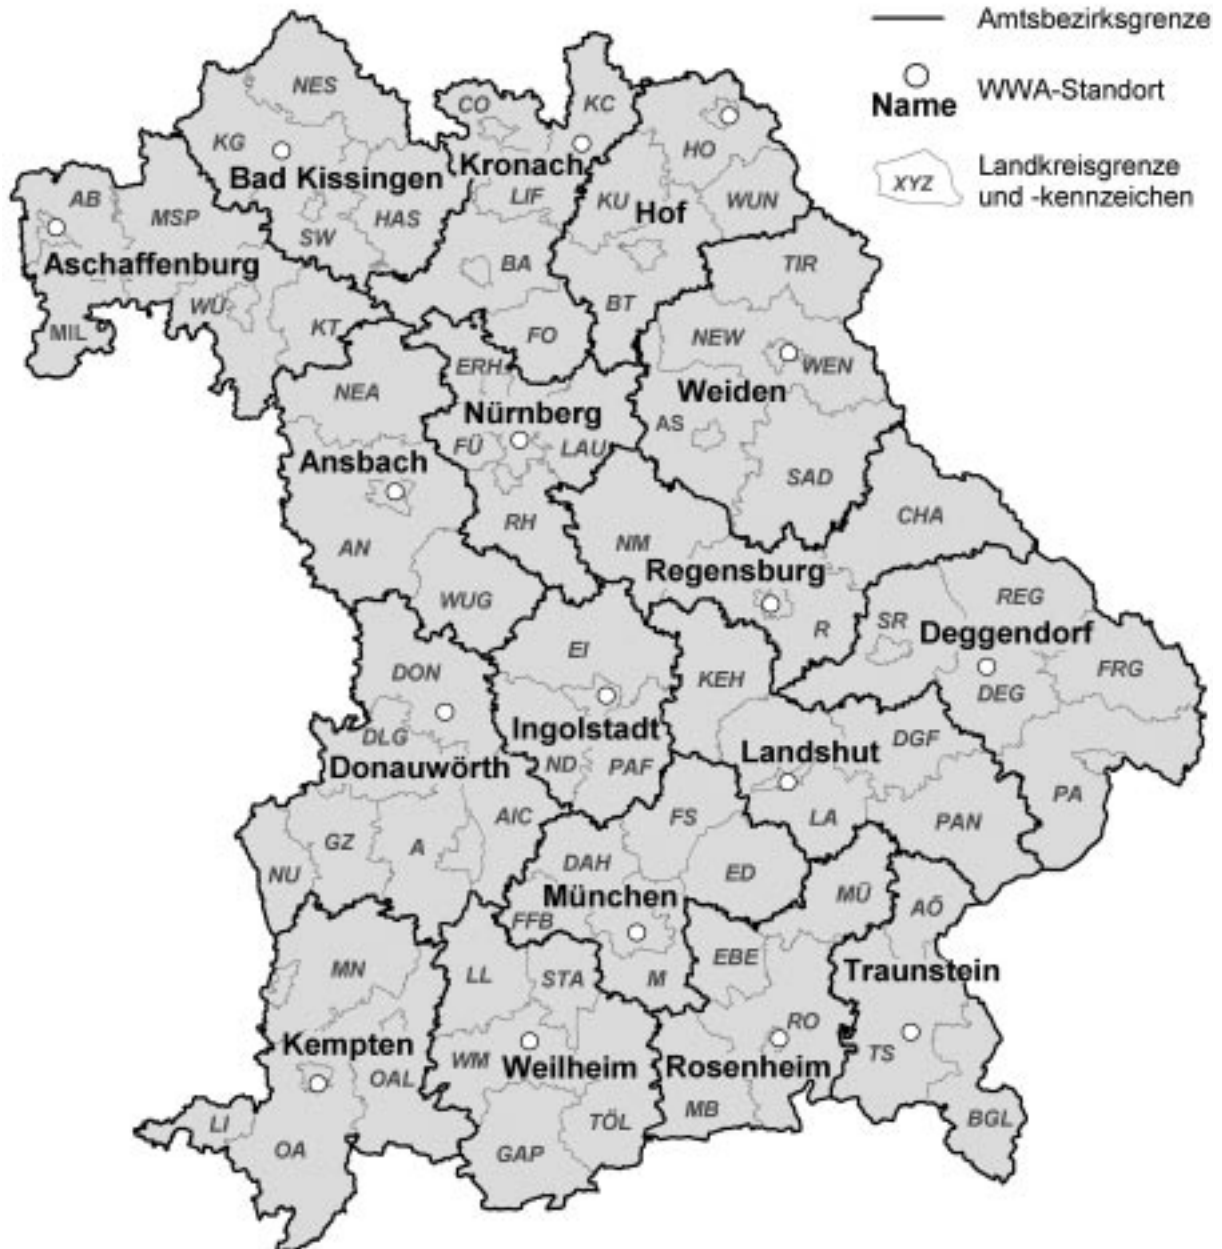 Amtsbezirksgrenze
Name WWA-Standort
XYZ Landkreisgrenze
und -kennzeichen
NES
CO
KC
KG
HO
Kronach
Bad Kissingen
AB
MSP
LIF
KU
WUN
HAS
Hof
SW
Aschaffenburg
BA
TIR
WÜ
BT
MIL
KT
FO
NEW
ERH
WEN
NEA
Weiden
Nürnberg
AS
FÜ
LAU
Ansbach
SAD
RH
CHA
AN
NM
Regensburg
WUG
REG
SR
R
Deggendorf
EI
DON
KEH
FRG
DEG
Ingolstadt
DLG
DGF
Landshut
Donauwörth
ND
PAF
PA
AIC
FS
LA
PAN
GZ
A
DAH
ED
NU
München
MÜ
AÖ
FFB
EBE
MN
LL
STA
M
Traunstein
RO
Kempten
TS
WM
Weilheim
Rosenheim
OAL
MB
LI
TÖL
BGL
OA
GAP